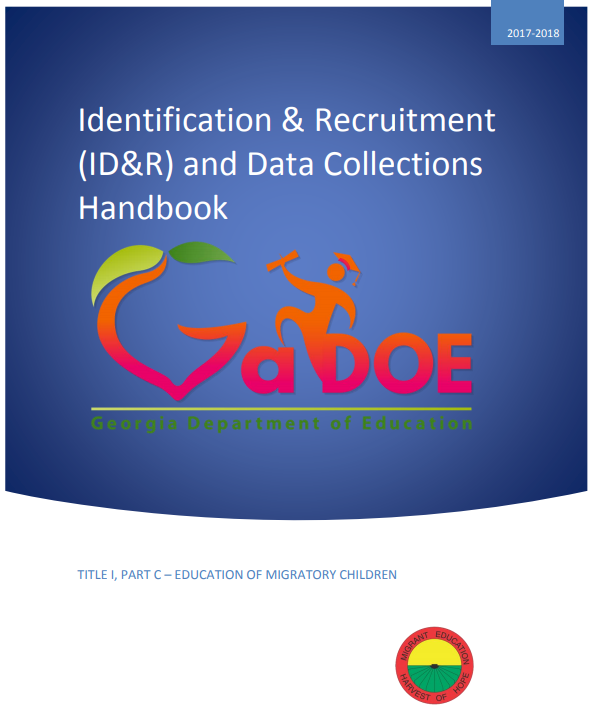 2017-2018
Identification & Recruitment
(ID&R) and Data Collections
Handbook
GaDOE
Georgia Department of Education
TITLE I, PART C – EDUCATION OF MIGRATORY CHILDREN
MIGRANT EDUCATION
HARVEST OF HOPE